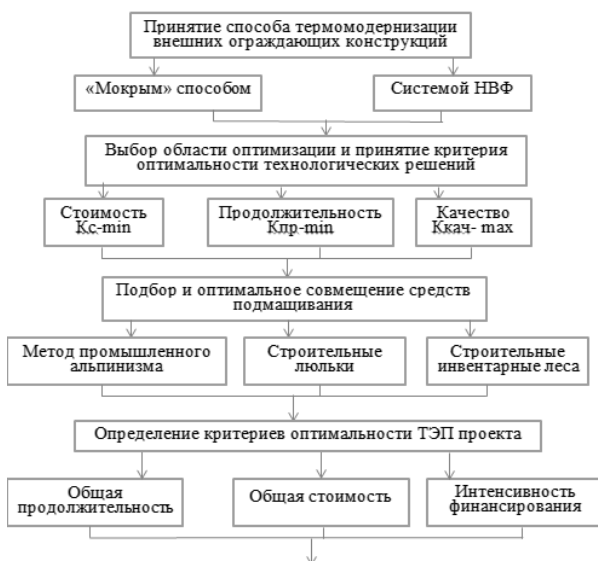 Принятие способа термомодернизации
внешних ограждающих конструкций
«Мокрым» способом
Системой НВФ
Выбор области оптимизации и принятие критерия
оптимальности технологических решений
Стоимость
Кс-min
Продолжительность
Кпр-min
Качество
Ккач- max
Подбор и оптимальное совмещение средств
подмащивания
Метод промышленного
альпинизма
Строительные
люльки
Строительные
инвентарные леса
Определение критериев оптимальности ТЭП проекта
Общая
продолжительность
Общая стоимость
Интенсивность
финансирования